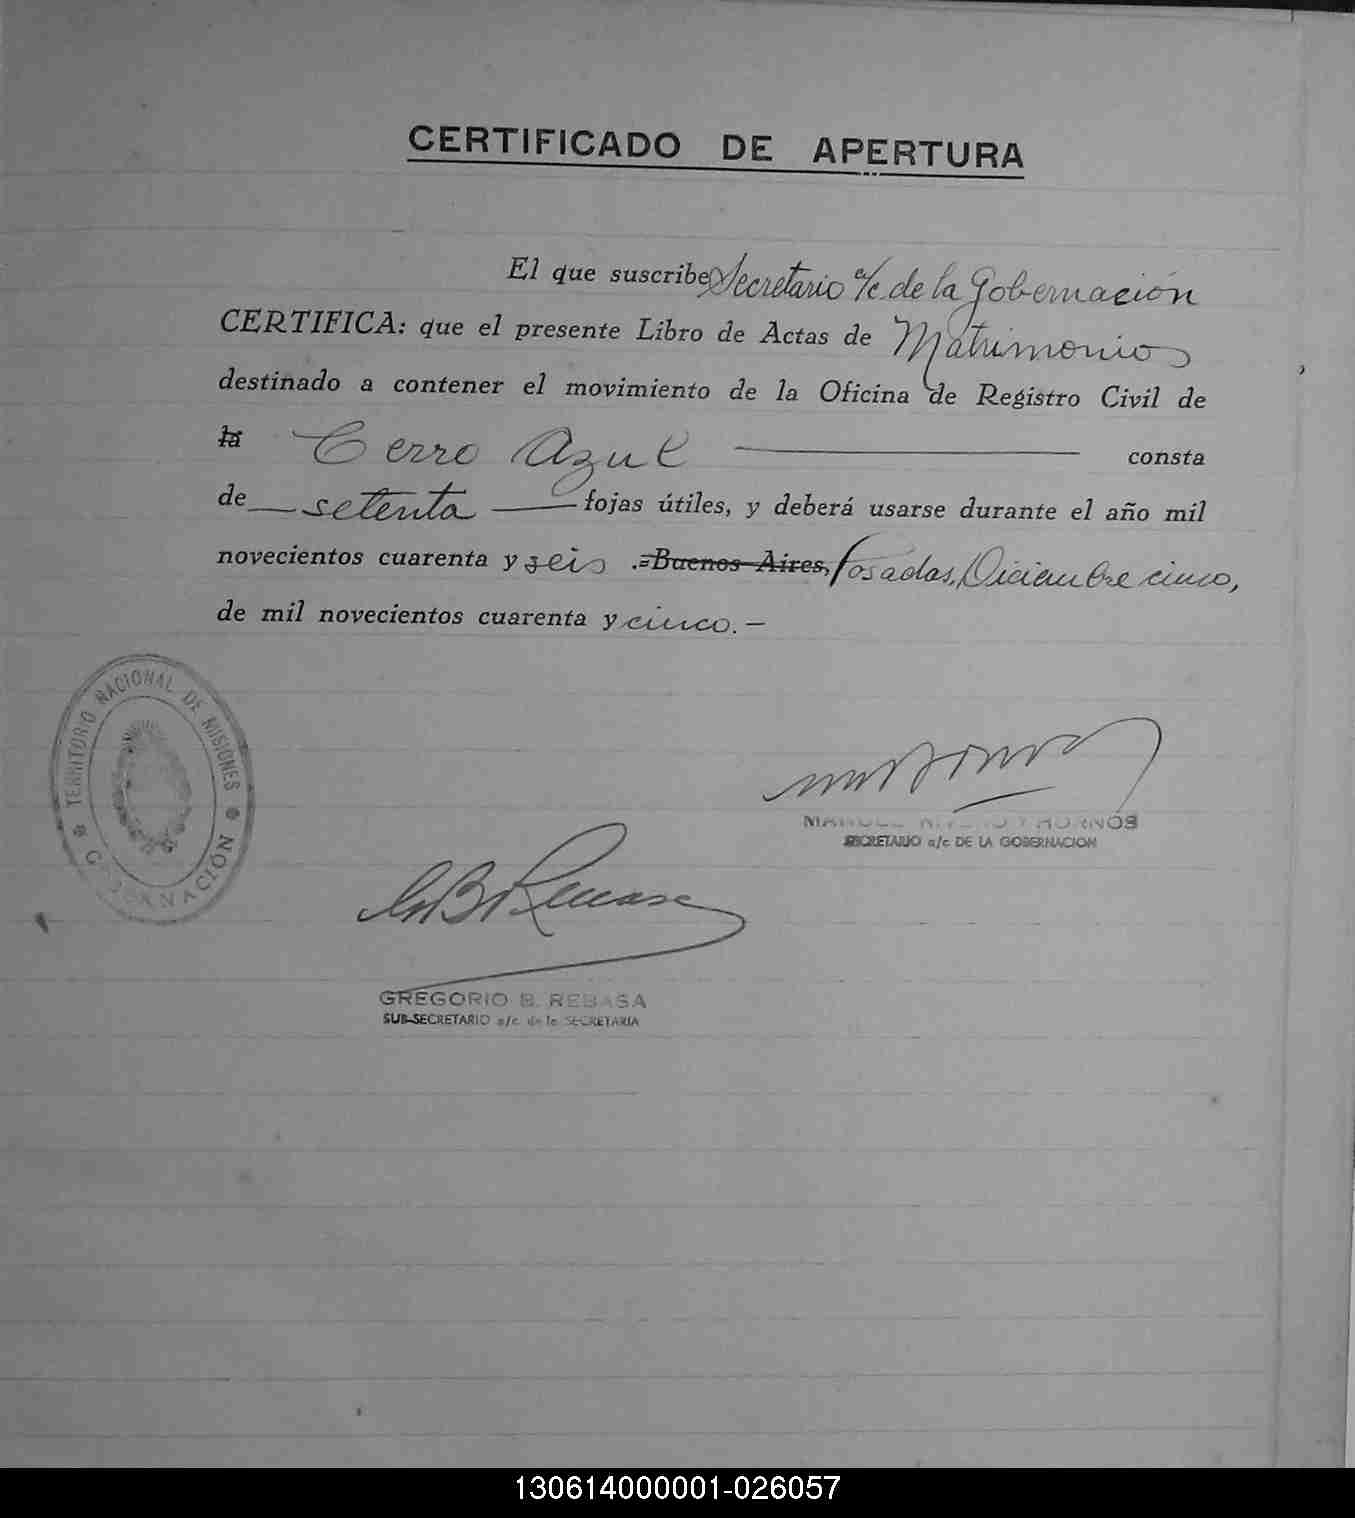 CERTIFICADO DE APERTURA
El que suscribe Secretario a/c. de la Gobernación
CERTIFICA: que el presente Libro de Actas de Matrimonios
destinado a contener el movimiento de la Oficina de Registro Civil de
la Cerro Azul consta
de setenta fojas útiles, y deberá usarse durante el año mil
novecientos cuarenta y seis .=Buenos Aires, Posadas, Diciembre cinco,
de mil novecientos cuarenta y cinco.—
TERRITORIO NACIONAL DE MISIONES
GOBERNACIÓN
Y HORNOS
SECRETARIO a/c DE LA GOBERNACION
GREGORIO B. REBASA
SUB-SECRETARIO a/c. de la SECRETARIA
130614000001-026057